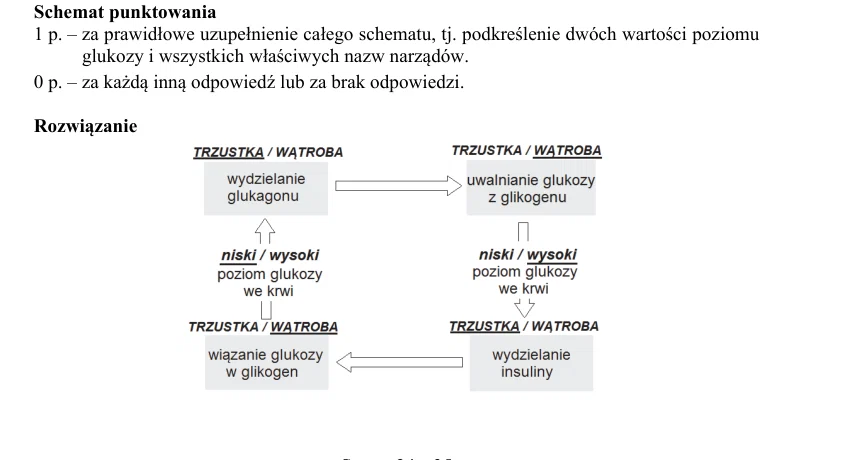 Schemat punktowania
1 p. – za prawidłowe uzupełnienie całego schematu, tj. podkreślenie dwóch wartości poziomu
glukozy i wszystkich właściwych nazw narządów.
0 p. – za każdą inną odpowiedź lub za brak odpowiedzi.
Rozwiązanie
TRZUSTKA / WĄTROBA
wydzielanie
glukagonu
TRZUSTKA / WĄTROBA
uwalnianie glukozy
z glikogenu
niski / wysoki
poziom glukozy
we krwi
niski / wysoki
poziom glukozy
we krwi
TRZUSTKA / WĄTROBA
wiązanie glukozy
w glikogen
TRZUSTKA / WĄTROBA
wydzielanie
insuliny